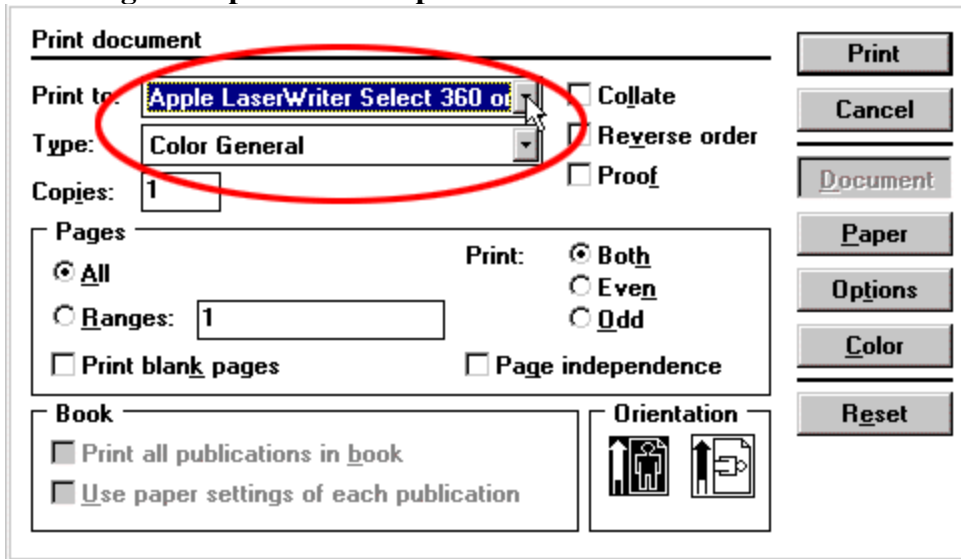 Print document
Print to: Apple LaserWriter Select 360 or
Type: Color General
Copies: 1
Collate
Reverse order
Proof
Pages
All
Ranges: 1
Print blank pages
Print: Both
Even
Odd
Page independence
Book
Print all publications in book
Use paper settings of each publication
Orientation
Print
Cancel
Document
Paper
Options
Color
Reset